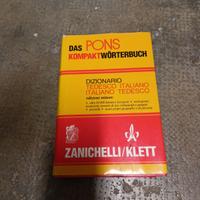 DAS PONS
KOMPAKTWÖRTERBUCH
DIZIONARIO
TEDESCO ITALIANO
ITALIANO TEDESCO
ZANICHELLI/KLETT